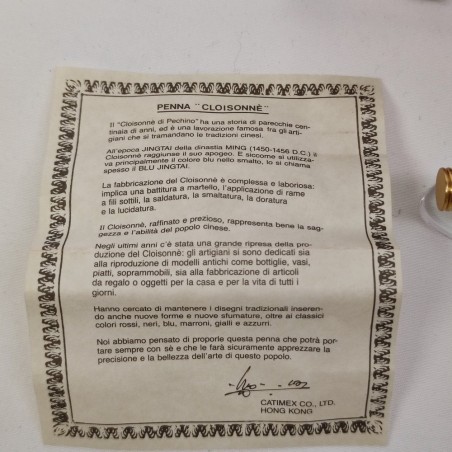 PENNA "CLOISONNÈ"
Il "Cloisonné di Pechino" ha una storia di parecchie cen-
tinaia di anni, ed è una lavorazione famosa fra gli arti-
giani che si tramandano le tradizioni cinesi.
All'epoca JINGTAI della dinastia MING (1450-1456 D.C.) il
Cloisonné raggiunse il suo apogeo. E siccome si utilizza-
va principalmente il colore blu nello smalto, lo si chiama
spesso il BLU JINGTAI.
La fabbricazione del Cloisonné è complessa e laboriosa:
implica una battitura a martello, l'applicazione di rame
a fili sottili, la saldatura, la smaltatura, la doratura
e la lucidatura.
Il Cloisonné, raffinato e prezioso, rappresenta bene la sag-
gezza e l'abilità del popolo cinese.
Negli ultimi anni c'è stata una grande ripresa della pro-
duzione del Cloisonné: gli artigiani si sono dedicati sia
alla riproduzione di modelli antichi come bottiglie, vasi,
piatti, soprammobili, sia alla fabbricazione di articoli
da regalo o oggetti per la casa e per la vita di tutti i
giorni.
Hanno cercato di mantenere i disegni tradizionali inseren-
do anche nuove forme e nuove sfumature, oltre ai classici
colori rossi, neri, blu, marroni, gialli e azzurri.
Noi abbiamo pensato di proporle questa penna che potrà por-
tare sempre con sè e che le farà sicuramente apprezzare la
precisione e la bellezza dell'arte di questo popolo.
CATIMEX CO., LTD.
HONG KONG